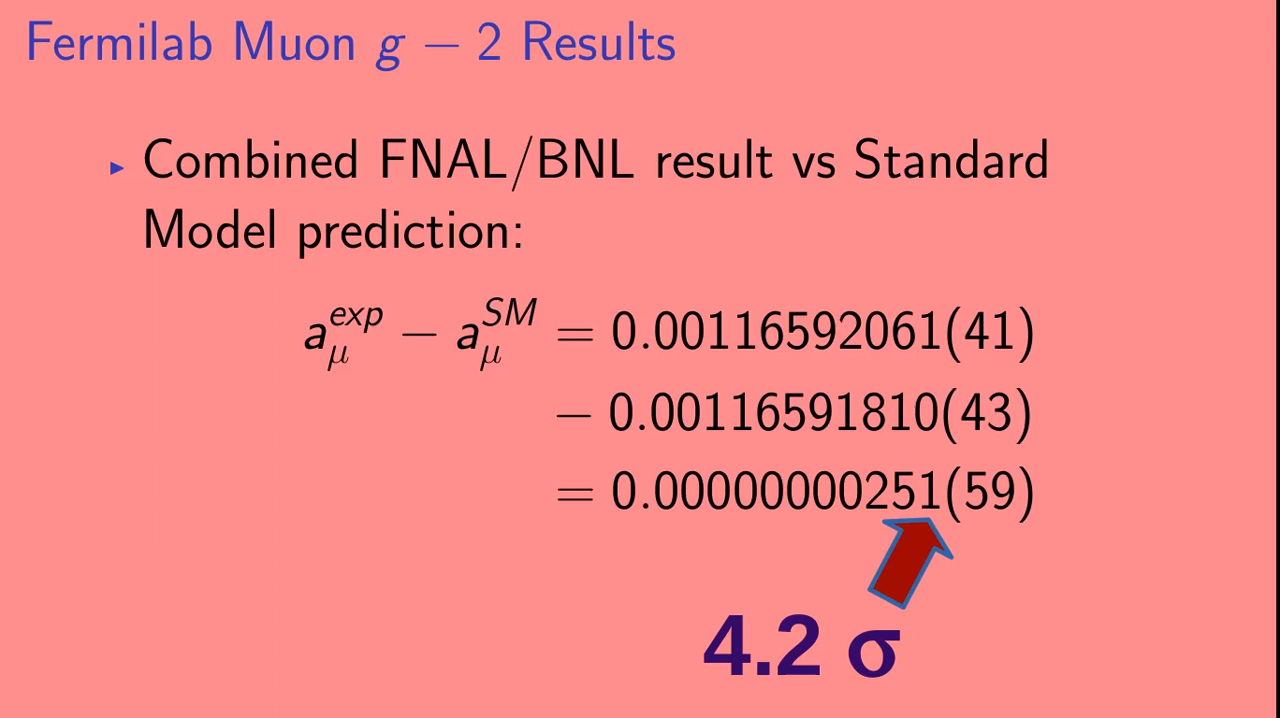 Fermilab Muon g − 2 Results
▸ Combined FNAL/BNL result vs Standard
Model prediction:
a_μ^exp − a_μ^SM = 0.00116592061(41)
− 0.00116591810(43)
= 0.00000000251(59)
4.2 σ